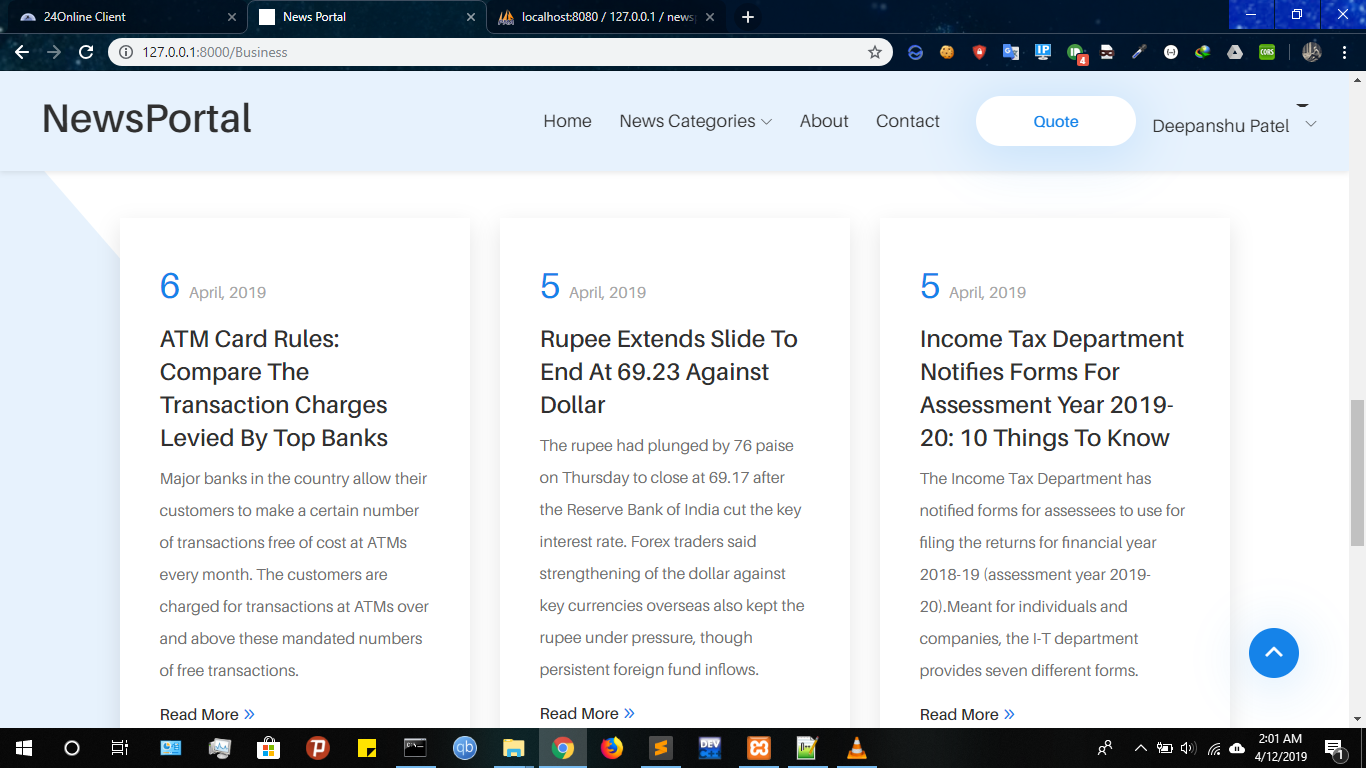 24Online Client
News Portal
localhost:8080 / 127.0.0.1 / news
127.0.0.1:8000/Business
NewsPortal
Home
News Categories
About
Contact
Quote
Deepanshu Patel
6 April, 2019
ATM Card Rules:
Compare The
Transaction Charges
Levied By Top Banks
Major banks in the country allow their
customers to make a certain number
of transactions free of cost at ATMs
every month. The customers are
charged for transactions at ATMs over
and above these mandated numbers
of free transactions.
Read More »
5 April, 2019
Rupee Extends Slide To
End At 69.23 Against
Dollar
The rupee had plunged by 76 paise
on Thursday to close at 69.17 after
the Reserve Bank of India cut the key
interest rate. Forex traders said
strengthening of the dollar against
key currencies overseas also kept the
rupee under pressure, though
persistent foreign fund inflows.
Read More »
5 April, 2019
Income Tax Department
Notifies Forms For
Assessment Year 2019-
20: 10 Things To Know
The Income Tax Department has
notified forms for assessees to use for
filing the returns for financial year
2018-19 (assessment year 2019-
20).Meant for individuals and
companies, the I-T department
provides seven different forms.
Read More »
IP
4
CORS
qb
DEV
2:01 AM
4/12/2019
1